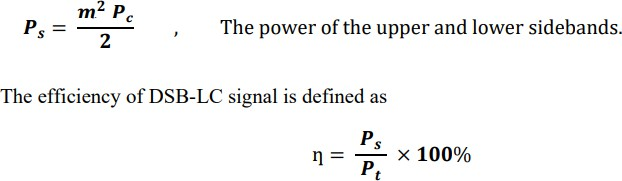 Pₛ = m² P꜀ / 2 , The power of the upper and lower sidebands.
The efficiency of DSB-LC signal is defined as
η = Pₛ / Pₜ × 100%